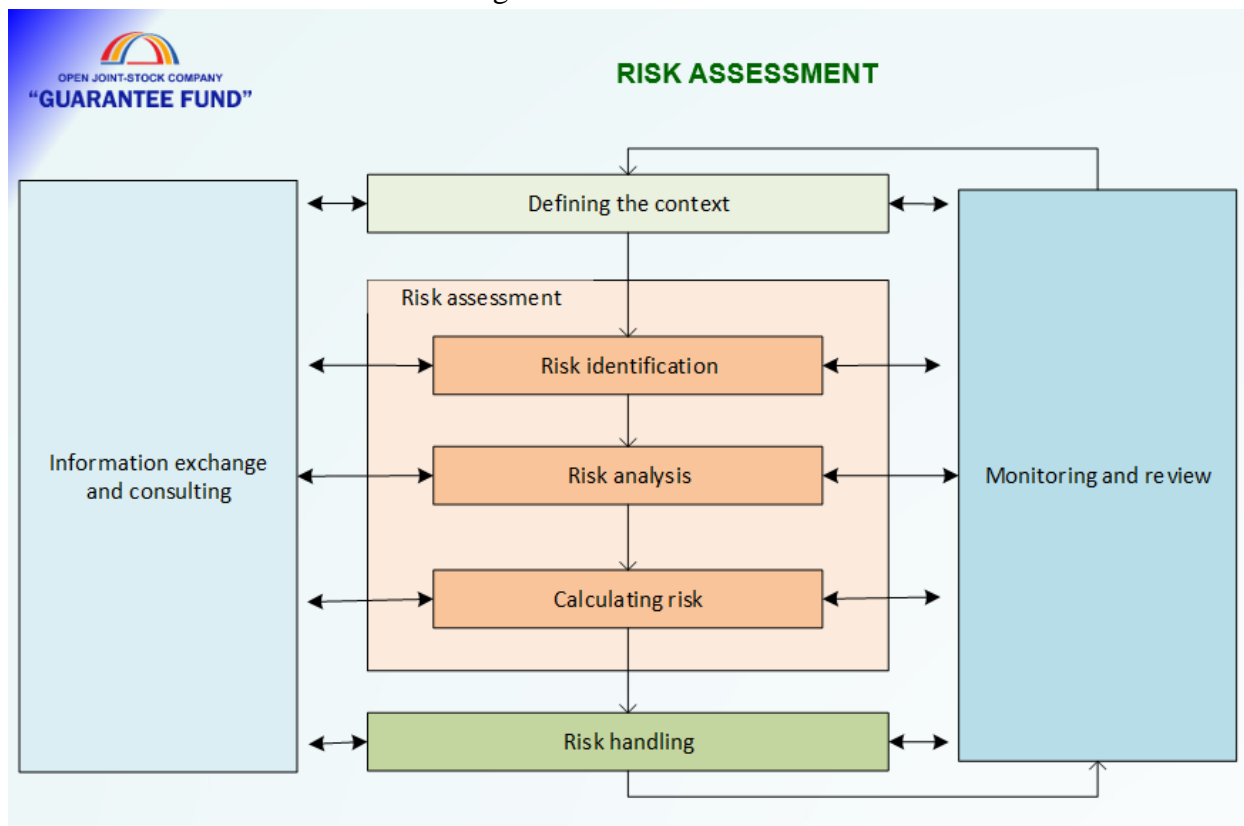 OPEN JOINT-STOCK COMPANY
“GUARANTEE FUND”
RISK ASSESSMENT
Defining the context
Risk assessment
Risk identification
Information exchange
and consulting
Risk analysis
Monitoring and review
Calculating risk
Risk handling